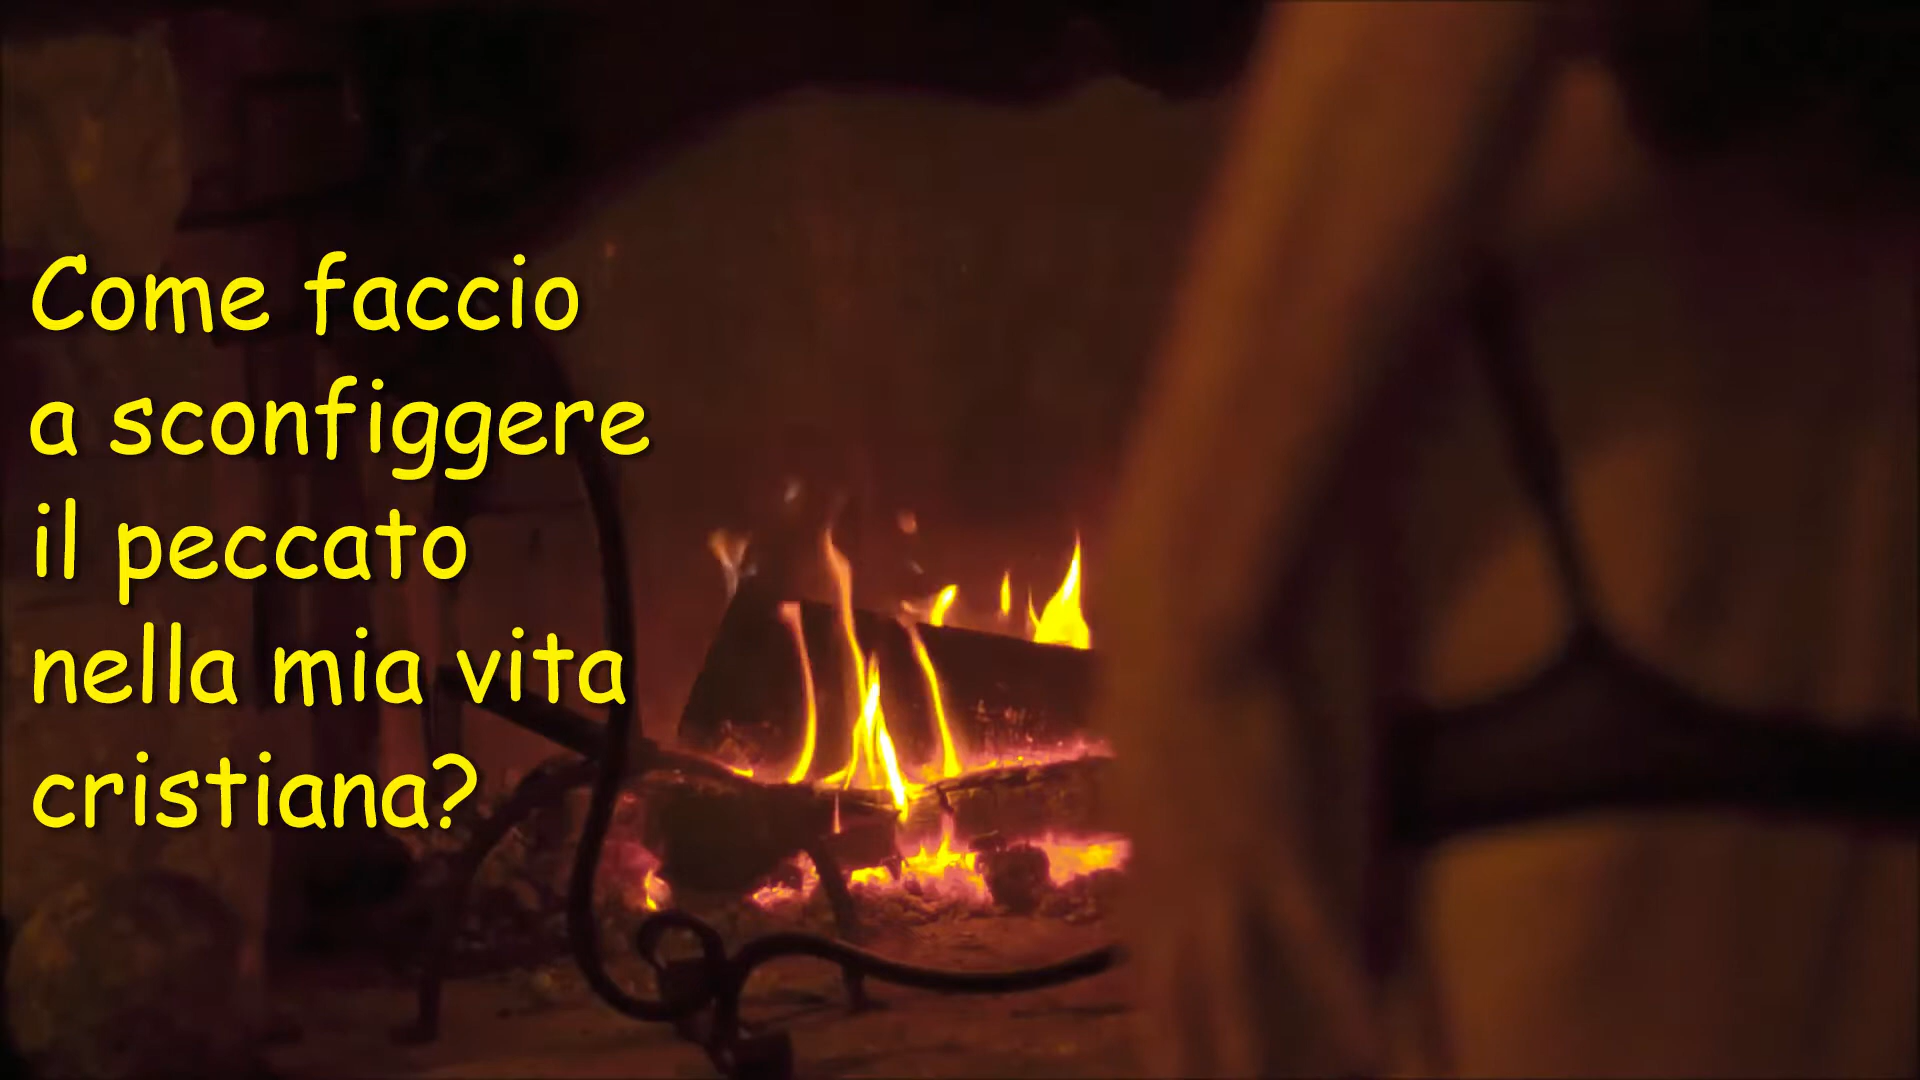 Come faccio
a sconfiggere
il peccato
nella mia vita
cristiana?